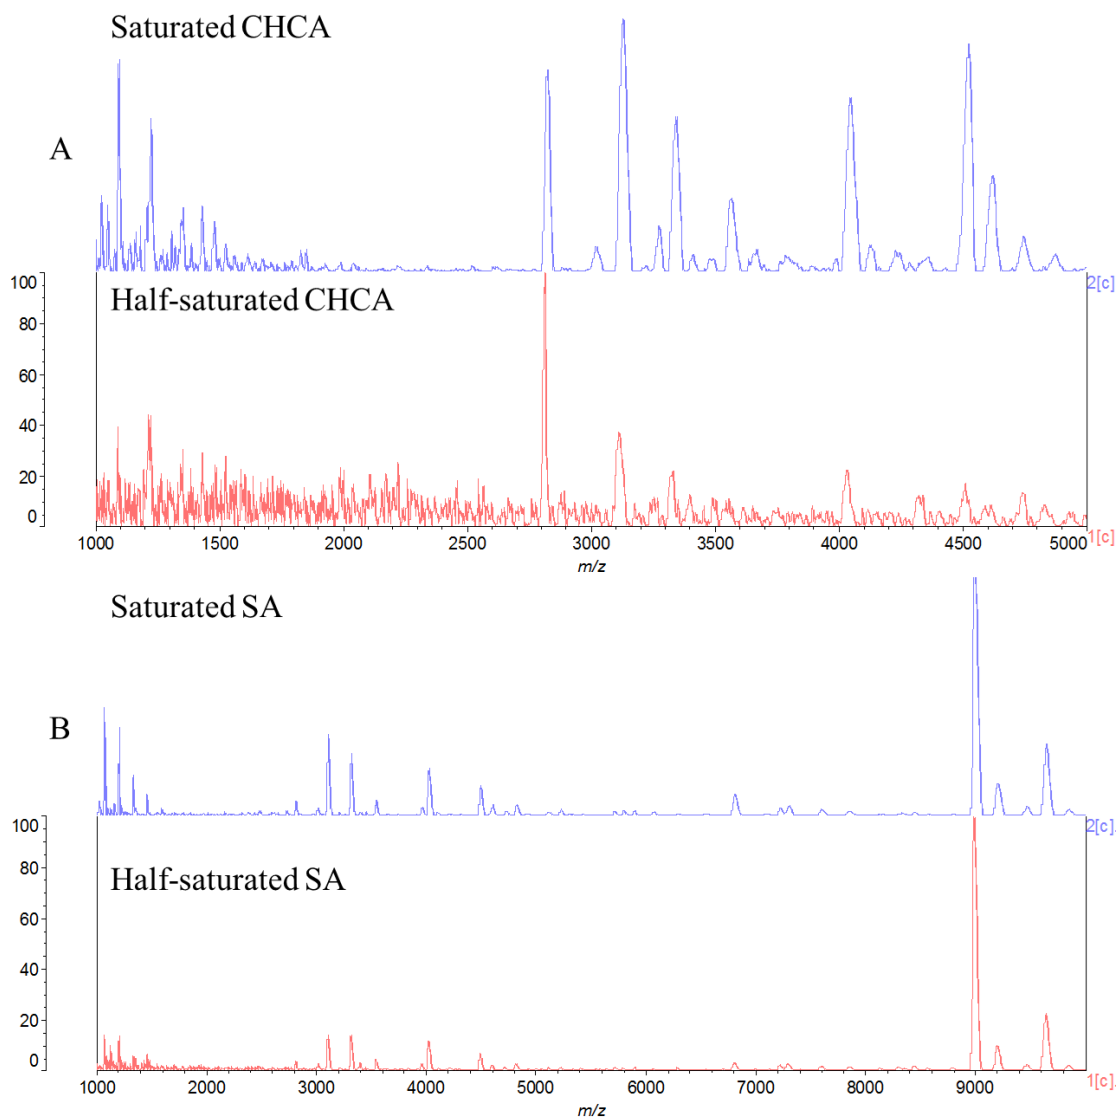 Saturated CHCA
A
2[c]
Half-saturated CHCA
100
80
60
40
20
0
1[c]
1000 1500 2000 2500 3000 3500 4000 4500 5000
m/z
Saturated SA
B
2[c].
Half-saturated SA
100
80
60
40
20
0
1[c].
1000 2000 3000 4000 5000 6000 7000 8000 9000
m/z